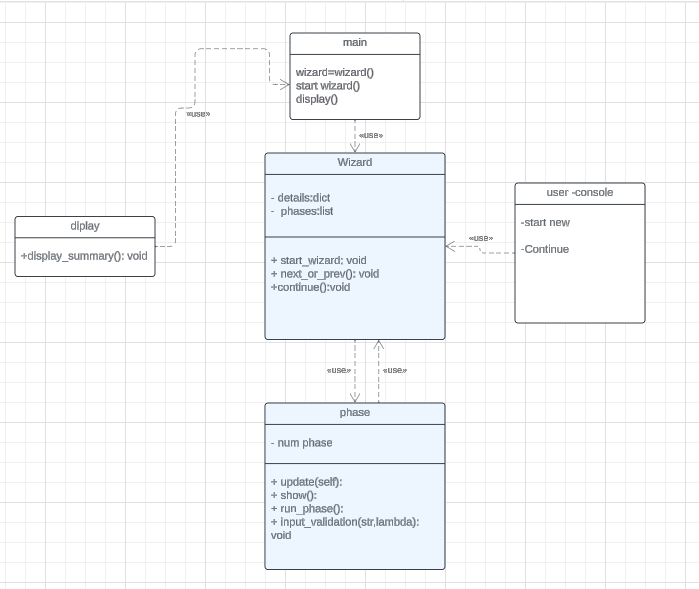 main
wizard=wizard()
start wizard()
display()
«use»
«use»
Wizard
- details:dict
- phases:list
+ start_wizard; void
+ next_or_prev(): void
+continue():void
user -console
-start new
-Continue
«use»
diplay
+display_summary(): void
«use»
«use»
phase
- num phase
+ update(self):
+ show():
+ run_phase():
+ input_validation(str,lambda):
void